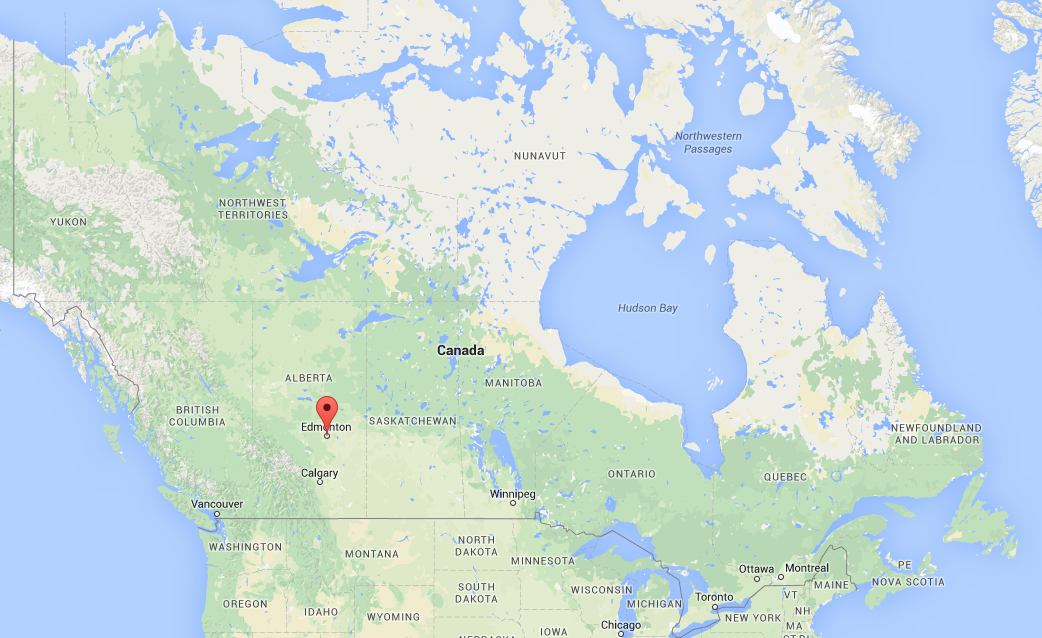 Northwestern
Passages
NUNAVUT
NORTHWEST
TERRITORIES
YUKON
Hudson Bay
Canada
ALBERTA
MANITOBA
BRITISH
COLUMBIA
SASKATCHEWAN
Edmonton
NEWFOUNDLAND
AND LABRADOR
ONTARIO
QUEBEC
Calgary
Winnipeg
Vancouver
WASHINGTON
MONTANA
NORTH
DAKOTA
MINNESOTA
Ottawa
Montreal
PE
NOVA SCOTIA
MAINE
SOUTH
DAKOTA
WISCONSIN
MICHIGAN
Toronto
VT
NH
OREGON
IDAHO
WYOMING
NEW YORK
MA
Chicago
IOWA